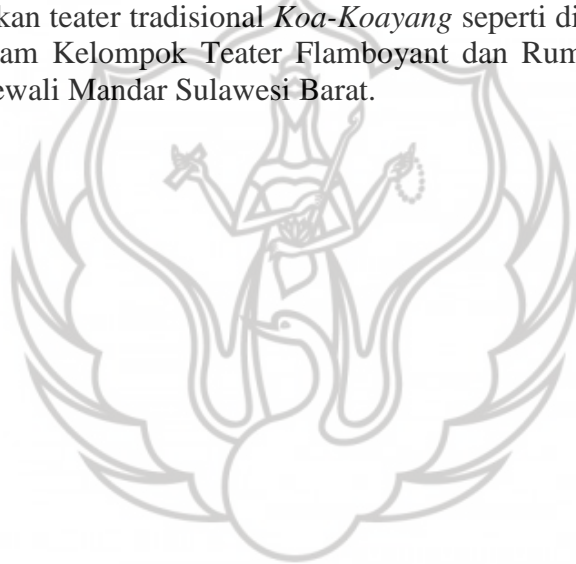 kan teater tradisional Koa-Koayang seperti di
am Kelompok Teater Flamboyant dan Rum
ewali Mandar Sulawesi Barat.